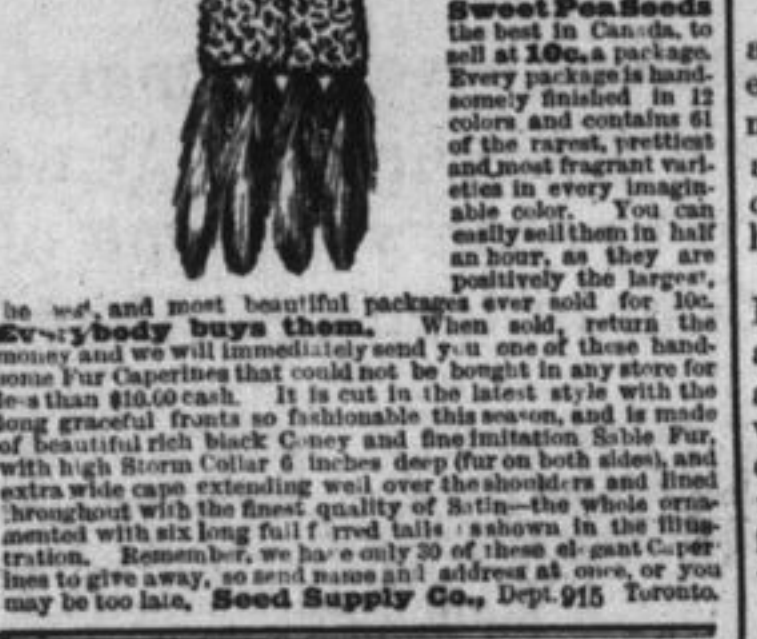 Sweet Pea Seeds
the best in Canada, to
sell at 10c. a package.
Every package is hand-
somely finished in 12
colors and contains 61
of the rarest, prettiest
and most fragrant vari-
eties in every imagin-
able color. You can
easily sell them in half
an hour, as they are
positively the largest,
and most beautiful packages ever sold for 10c.
Everybody buys them. When sold, return the
money and we will immediately send you one of these hand-
some Fur Caperines that could not be bought in any store for
less than $10.00 cash. It is cut in the latest style with the
long graceful fronts so fashionable this season, and is made
of beautiful rich black Coney and fine imitation Sable Fur,
with high Storm Collar 6 inches deep (fur on both sides), and
extra wide cape extending well over the shoulders and lined
throughout with the finest quality of Satin—the whole orna-
mented with six long full furred tails as shown in the illus-
tration. Remember, we have only 30 of these elegant Caper
ines to give away, so send name and address at once, or you
may be too late. Seed Supply Co., Dept. 915 Toronto.